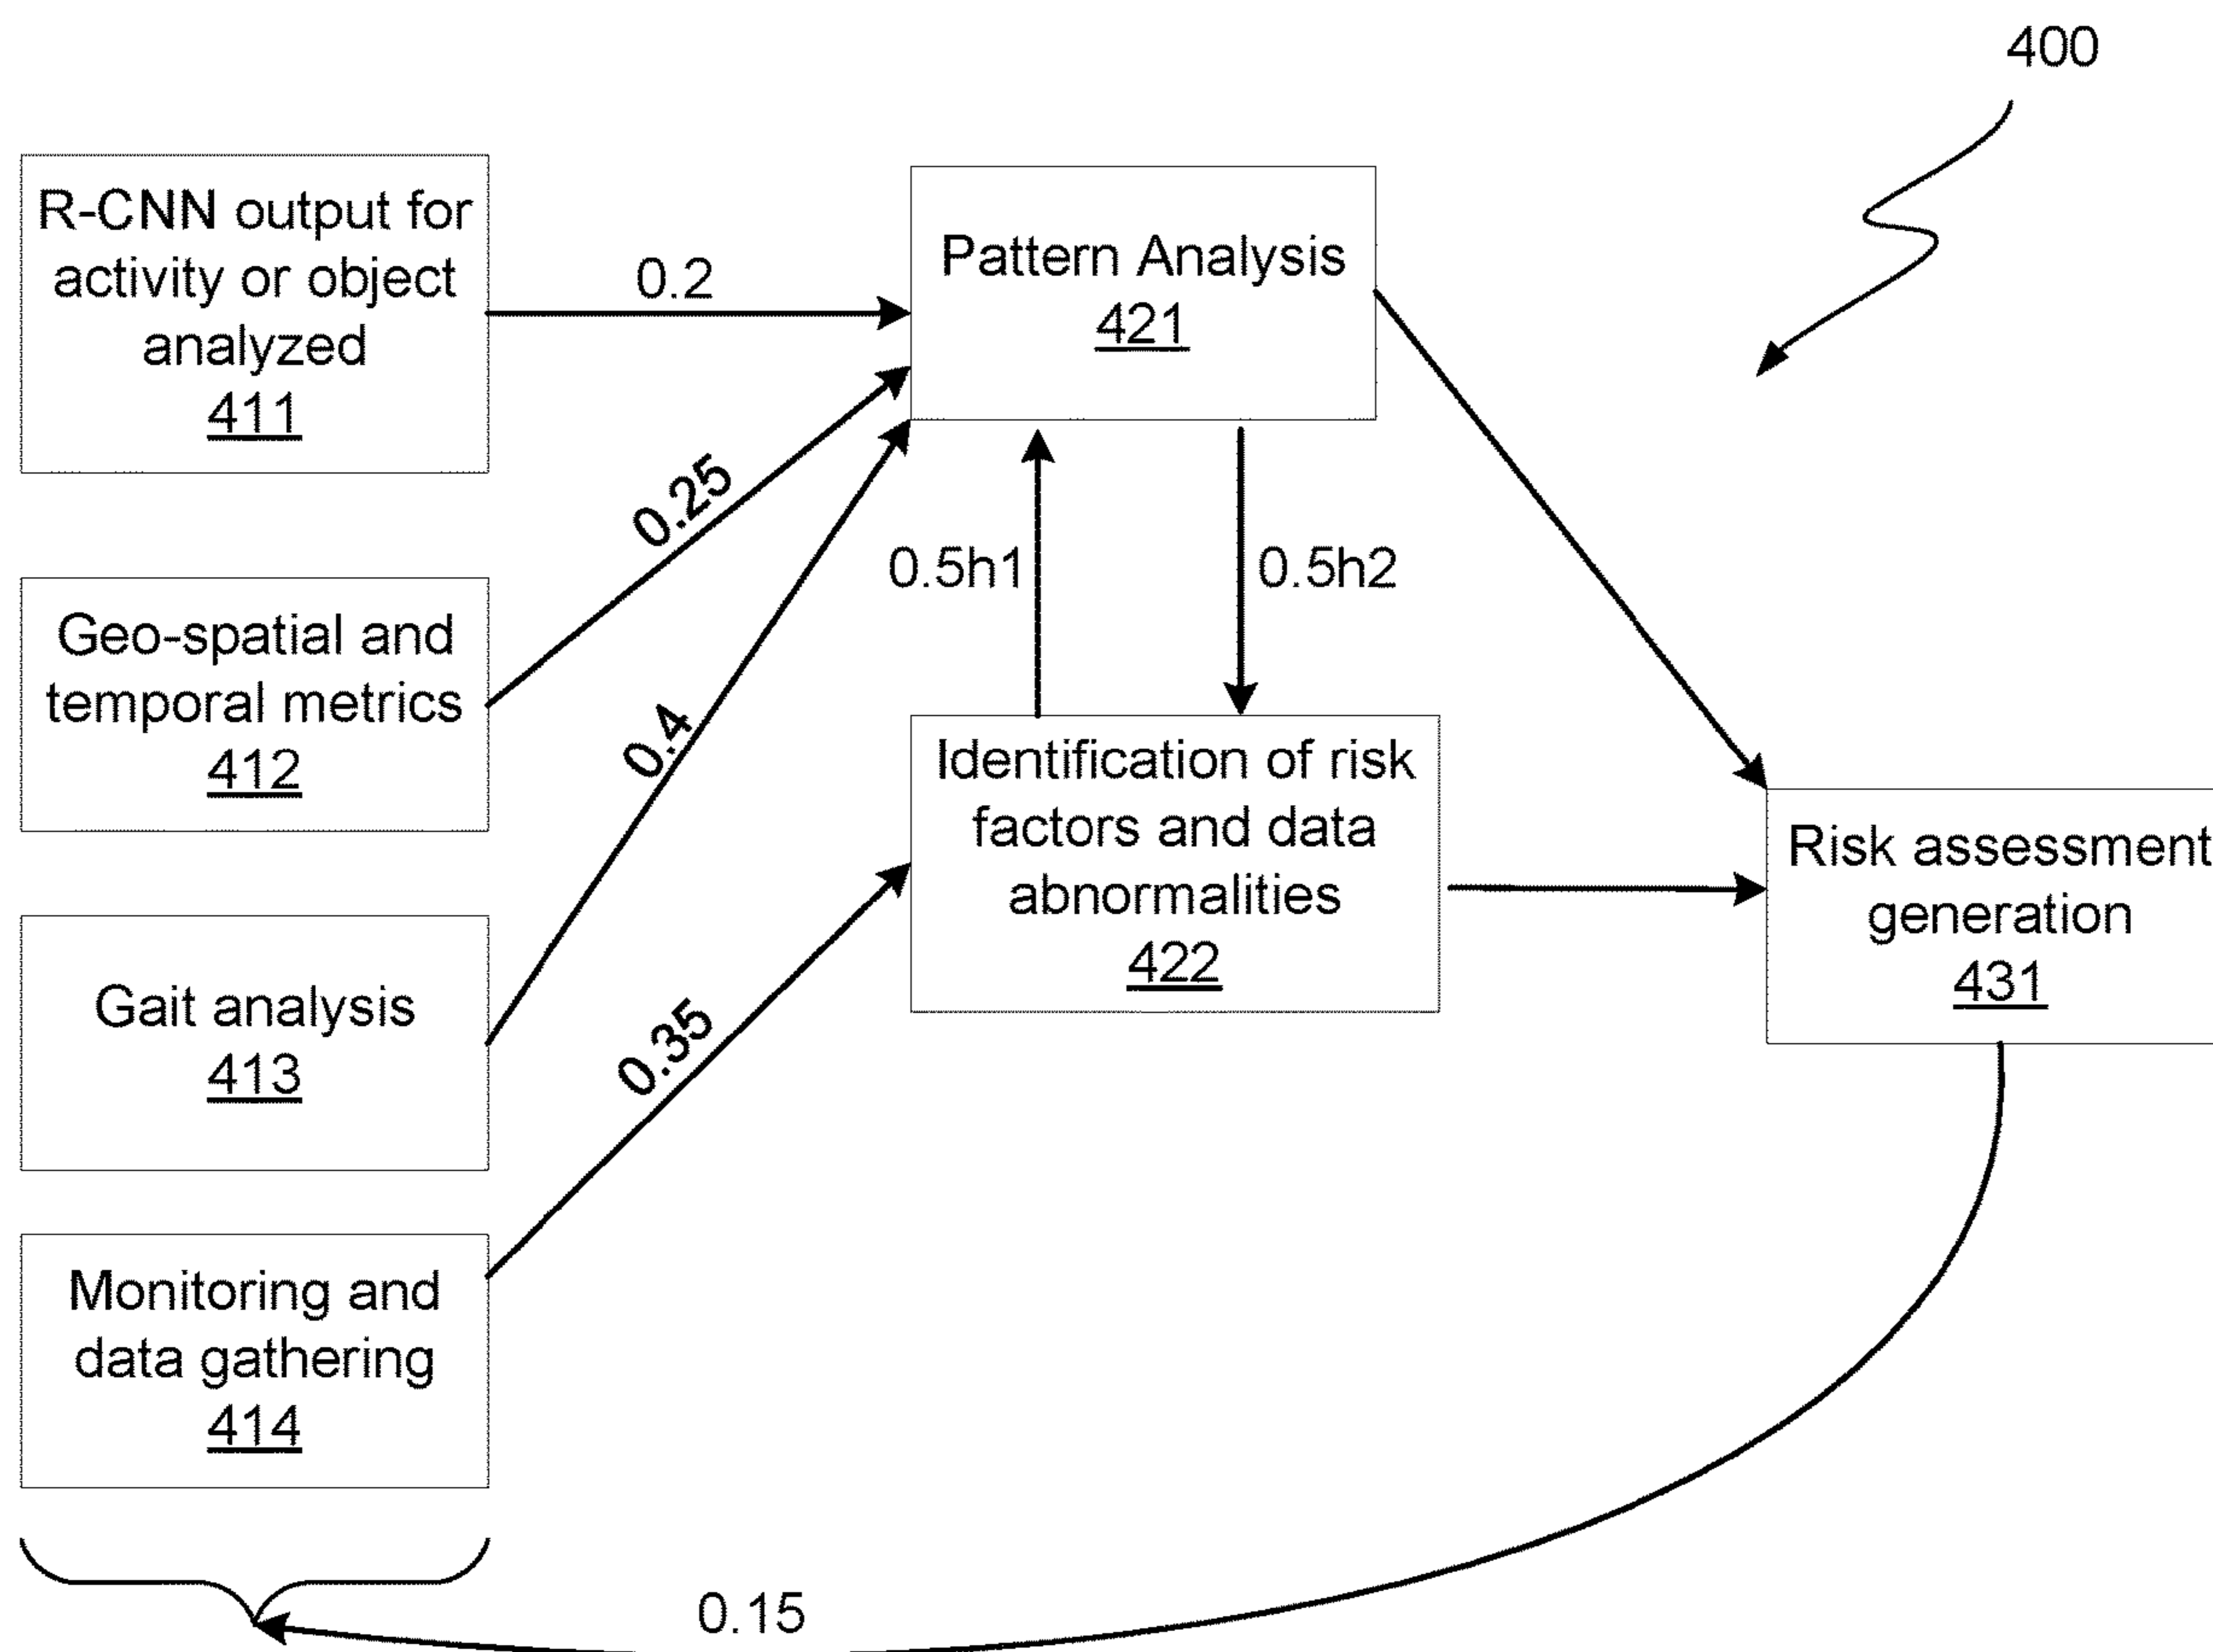 400
R-CNN output for
activity or object
analyzed
411
0.2
Pattern Analysis
421
0.25
0.5h1
0.5h2
Geo-spatial and
temporal metrics
412
0.4
Identification of risk
factors and data
abnormalities
422
Risk assessment
generation
431
Gait analysis
413
0.35
Monitoring and
data gathering
414
0.15